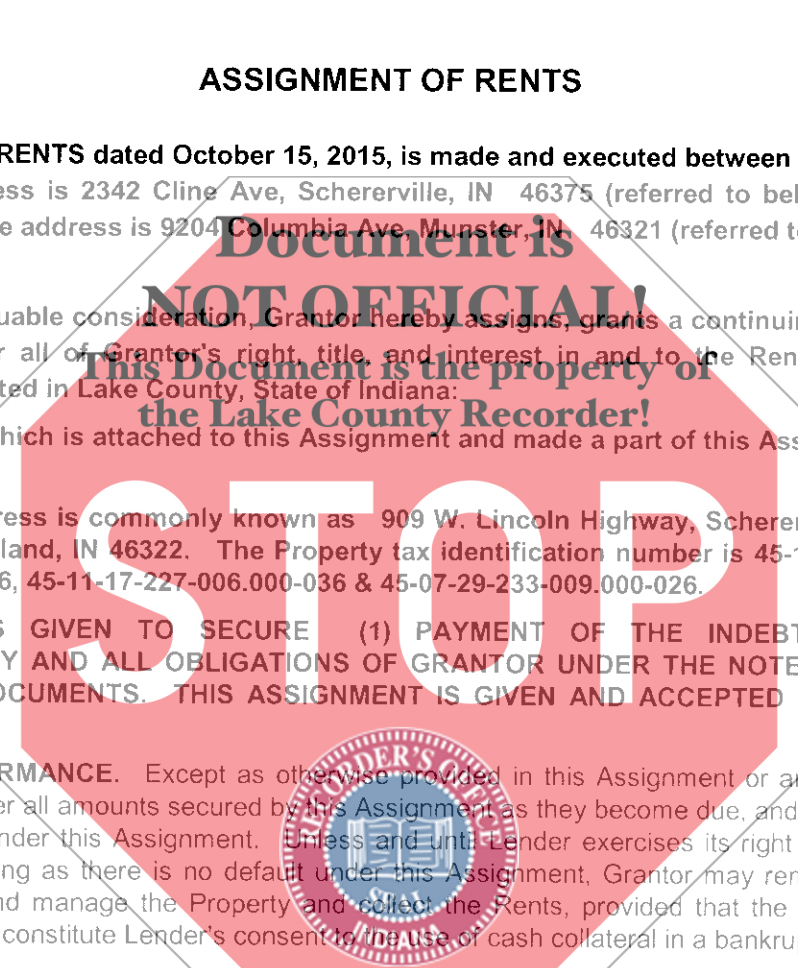 ASSIGNMENT OF RENTS
RENTS dated October 15, 2015, is made and executed between
ess is 2342 Cline Ave, Schererville, IN 46375 (referred to bel
e address is 9204 Columbia Ave, Munster, IN 46321 (referred to
Document is
NOT OFFICIAL!
uable consideration, Grantor hereby assigns, grants a continuin
r all of Grantor's right, title, and interest in and to the Ren
This Document is the property of
ted in Lake County, State of Indiana:
the Lake County Recorder!
hich is attached to this Assignment and made a part of this Ass
STOP
ress is commonly known as 909 W. Lincoln Highway, Scherer
land, IN 46322. The Property tax identification number is 45-1
6, 45-11-17-227-006.000-036 & 45-07-29-233-009.000-026.
S GIVEN TO SECURE (1) PAYMENT OF THE INDEBT
Y AND ALL OBLIGATIONS OF GRANTOR UNDER THE NOTE
OCUMENTS. THIS ASSIGNMENT IS GIVEN AND ACCEPTED
RMANCE. Except as otherwise provided in this Assignment or a
er all amounts secured by this Assignment as they become due, and
nder this Assignment. Unless and until Lender exercises its right
ng as there is no default under this Assignment, Grantor may rem
nd manage the Property and collect the Rents, provided that the
constitute Lender's consent to the use of cash collateral in a bankru
SEAL
INDIANA